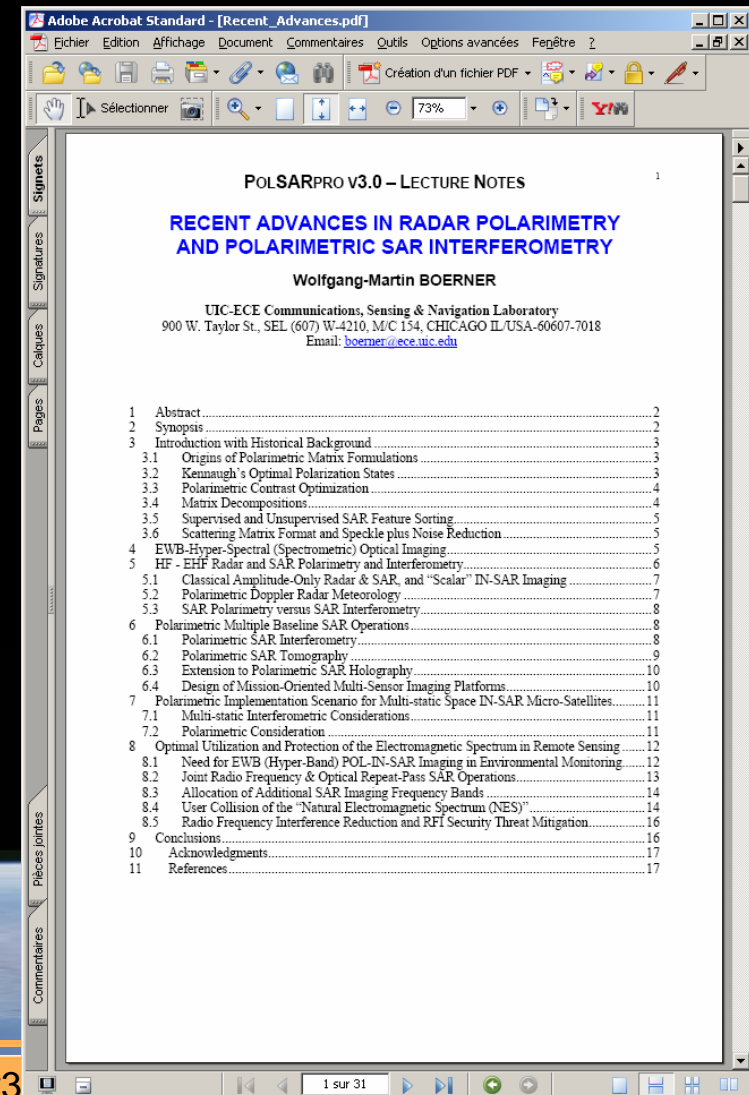 Adobe Acrobat Standard - [Recent_Advances.pdf]
Fichier Edition Affichage Document Commentaires Outils Options avancées Fenêtre ?
Création d'un fichier PDF
Sélectionner 73% Y!
Signets
Signatures
Calques
Pages
Pièces jointes
Commentaires
1
POLSARPRO V3.0 – LECTURE NOTES
RECENT ADVANCES IN RADAR POLARIMETRY
AND POLARIMETRIC SAR INTERFEROMETRY
Wolfgang-Martin BOERNER
UIC-ECE Communications, Sensing & Navigation Laboratory
900 W. Taylor St., SEL (607) W-4210, M/C 154, CHICAGO IL/USA-60607-7018
Email: boerner@ece.uic.edu
1 Abstract 2
2 Synopsis 2
3 Introduction with Historical Background 3
3.1 Origins of Polarimetric Matrix Formulations 3
3.2 Kennaugh's Optimal Polarization States 3
3.3 Polarimetric Contrast Optimization 4
3.4 Matrix Decompositions 4
3.5 Supervised and Unsupervised SAR Feature Sorting 5
3.6 Scattering Matrix Format and Speckle plus Noise Reduction 5
4 EWB-Hyper-Spectral (Spectrometric) Optical Imaging 5
5 HF - EHF Radar and SAR Polarimetry and Interferometry 6
5.1 Classical Amplitude-Only Radar & SAR, and “Scalar” IN-SAR Imaging 7
5.2 Polarimetric Doppler Radar Meteorology 7
5.3 SAR Polarimetry versus SAR Interferometry 8
6 Polarimetric Multiple Baseline SAR Operations 8
6.1 Polarimetric SAR Interferometry 8
6.2 Polarimetric SAR Tomography 9
6.3 Extension to Polarimetric SAR Holography 10
6.4 Design of Mission-Oriented Multi-Sensor Imaging Platforms 10
7 Polarimetric Implementation Scenario for Multi-static Space IN-SAR Micro-Satellites 11
7.1 Multi-static Interferometric Considerations 11
7.2 Polarimetric Consideration 11
8 Optimal Utilization and Protection of the Electromagnetic Spectrum in Remote Sensing 12
8.1 Need for EWB (Hyper-Band) POL-IN-SAR Imaging in Environmental Monitoring 12
8.2 Joint Radio Frequency & Optical Repeat-Pass SAR Operations 13
8.3 Allocation of Additional SAR Imaging Frequency Bands 14
8.4 User Collision of the “Natural Electromagnetic Spectrum (NES)” 14
8.5 Radio Frequency Interference Reduction and RFI Security Threat Mitigation 16
9 Conclusions 16
10 Acknowledgments 17
11 References 17
3
1 sur 31